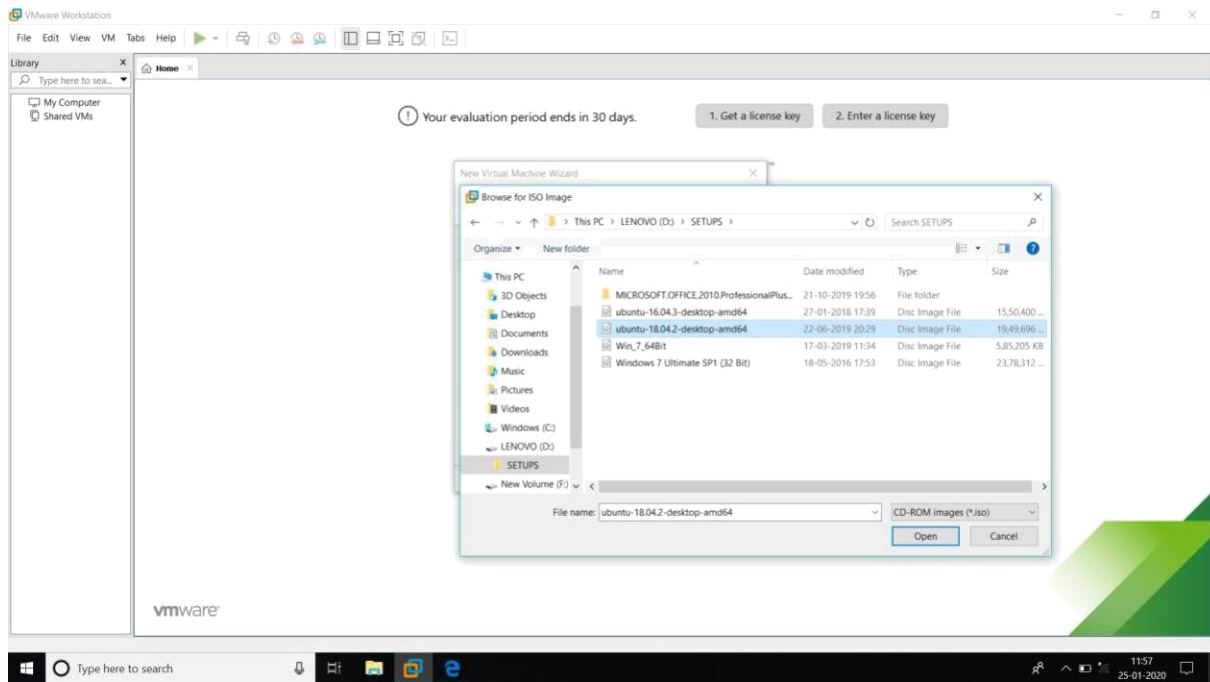 VMware Workstation
File Edit View VM Tabs Help
Library X
Home ×
Type here to sea...
My Computer
Shared VMs
! Your evaluation period ends in 30 days. 1. Get a license key 2. Enter a license key
New Virtual Machine Wizard
Browse for ISO Image
This PC > LENOVO (D:) > SETUPS > Search SETUPS
Organize New folder
Name Date modified Type Size
This PC
3D Objects
Desktop
Documents
Downloads
Music
Pictures
Videos
Windows (C:)
LENOVO (D:)
SETUPS
New Volume (F:)
MICROSOFT.OFFICE.2010.ProfessionalPlus... 21-10-2019 19:56 File folder
ubuntu-16.04.3-desktop-amd64 27-01-2018 17:39 Disc Image File 15,50,400 ...
ubuntu-18.04.2-desktop-amd64 22-06-2019 20:29 Disc Image File 19,49,696 ...
Win_7_64Bit 17-03-2019 11:34 Disc Image File 5,85,205 KB
Windows 7 Ultimate SP1 (32 Bit) 18-05-2016 17:53 Disc Image File 23,78,312 ...
File name: ubuntu-18.04.2-desktop-amd64 CD-ROM images (*.iso)
Open Cancel
vmware
Type here to search
11:57
25-01-2020